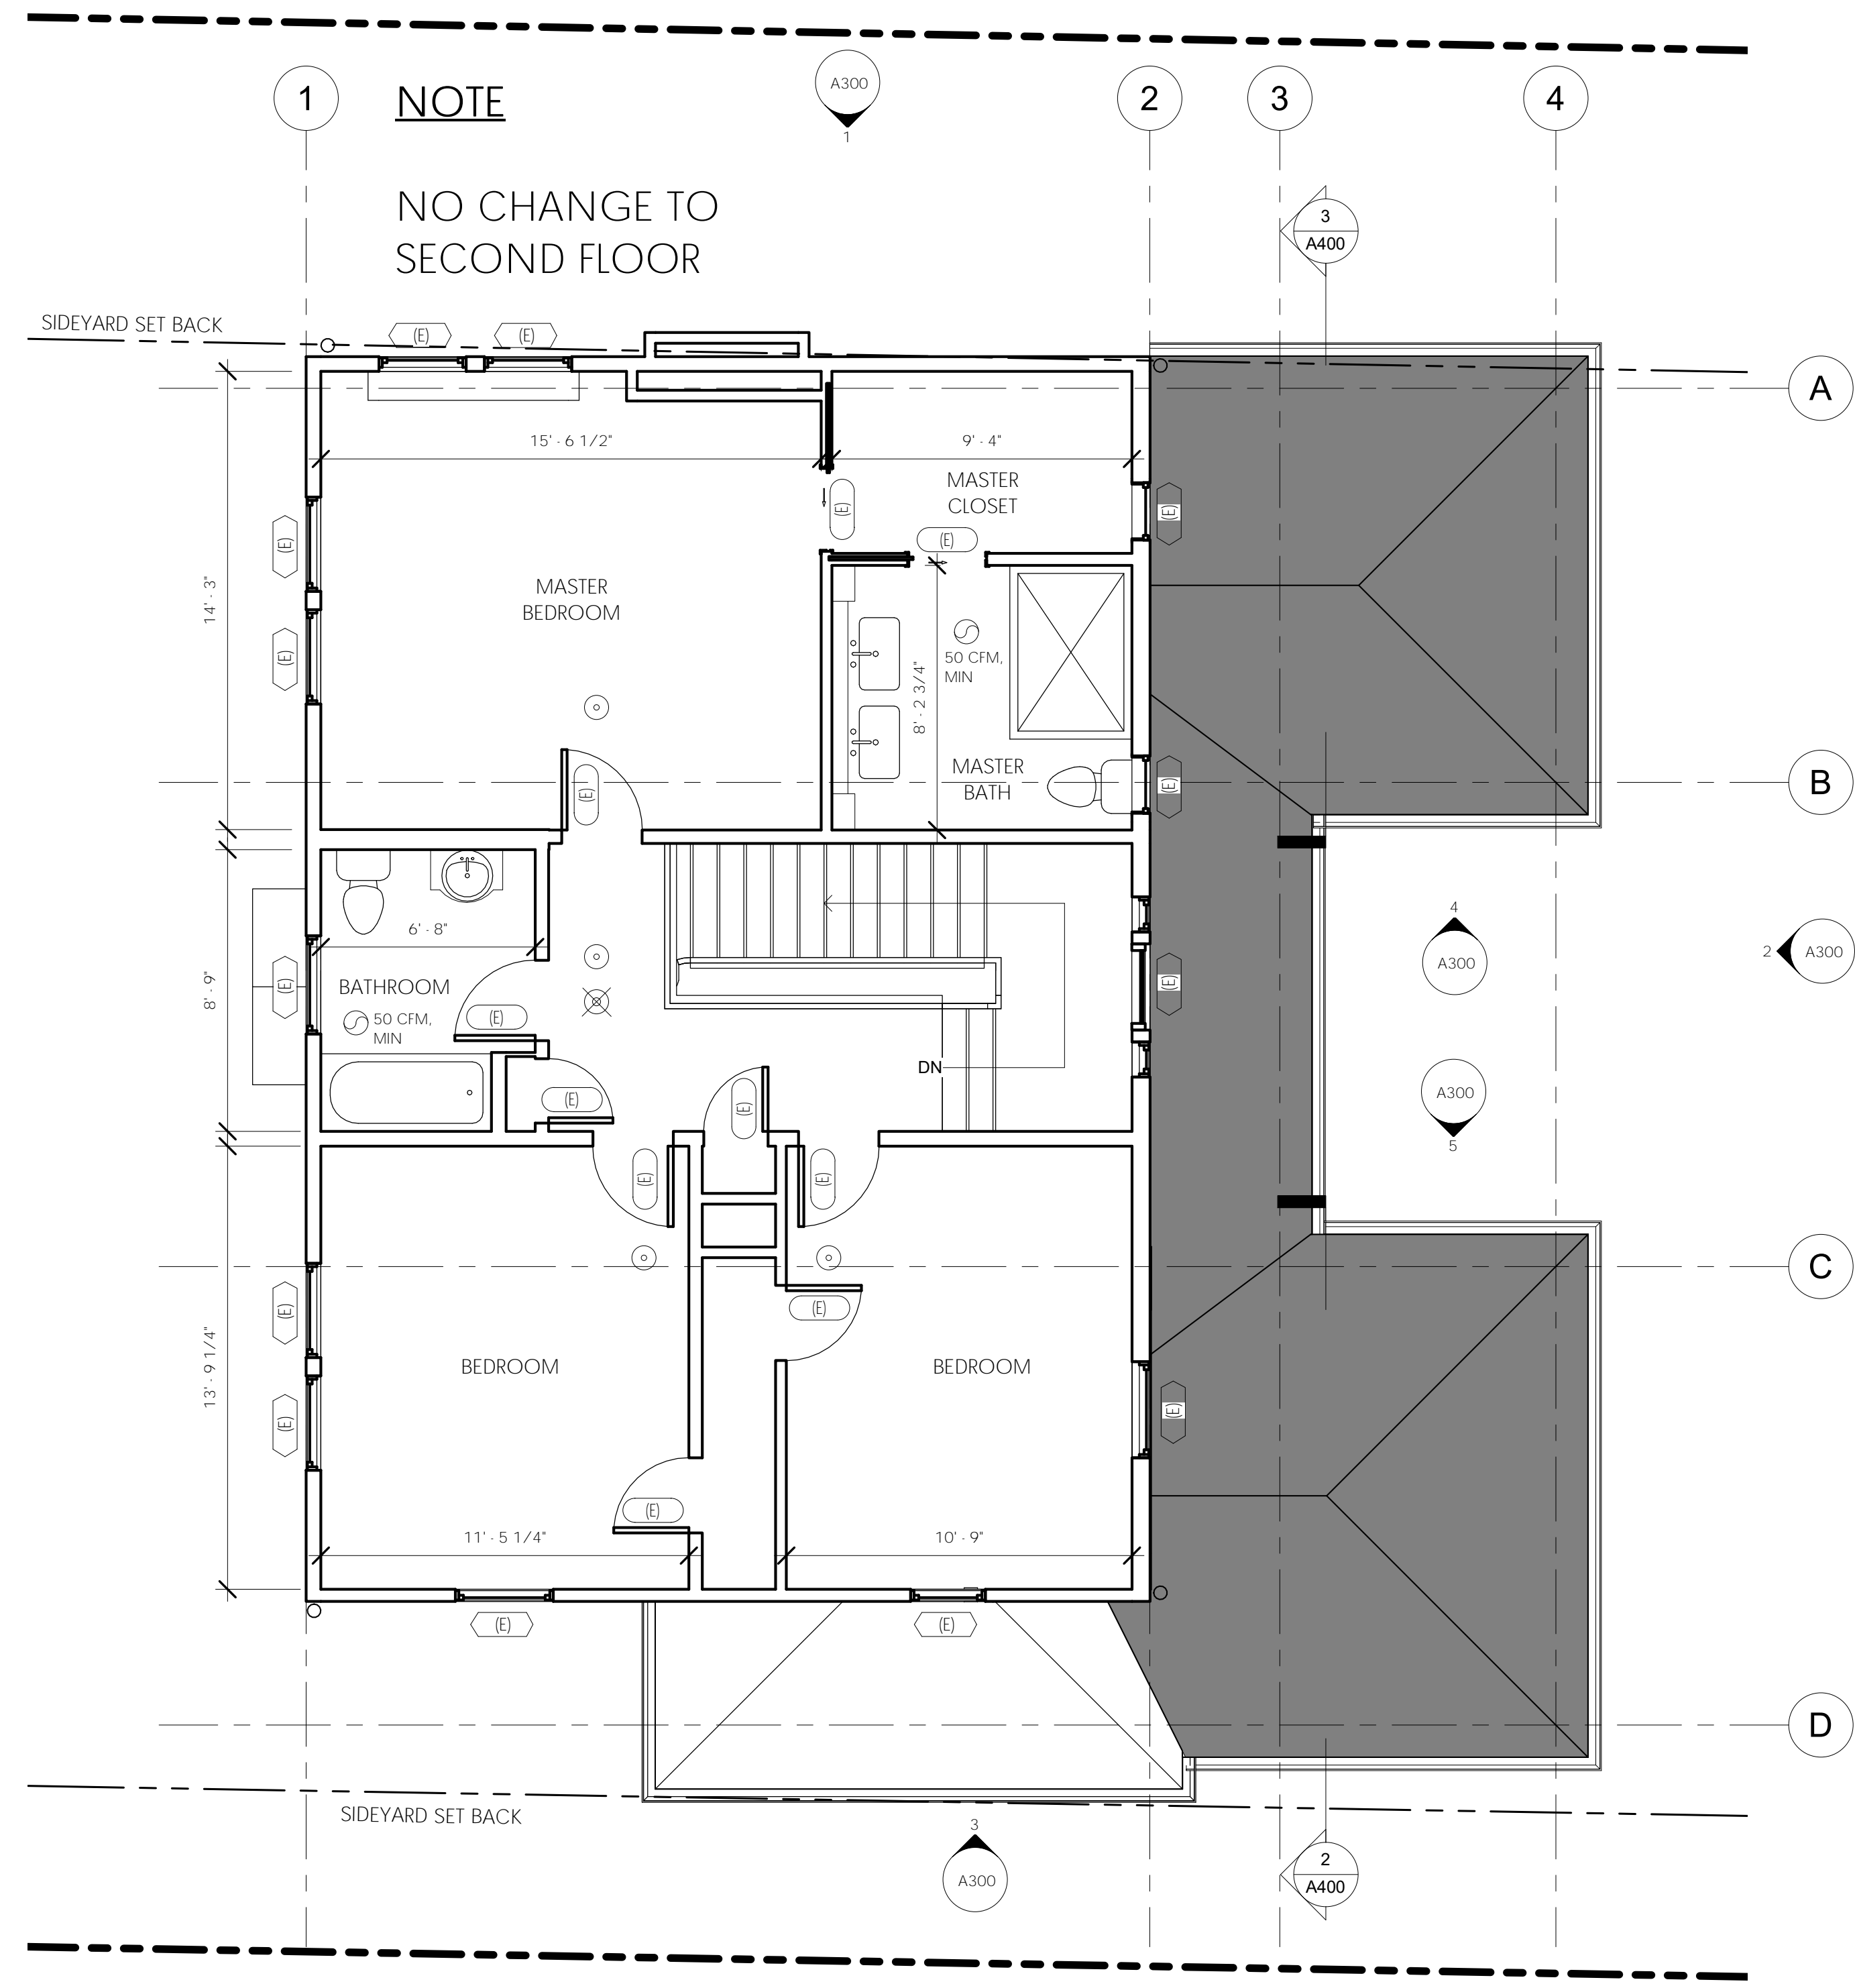 A300
1
1
2
3
4
NOTE
NO CHANGE TO
SECOND FLOOR
3
A400
SIDEYARD SET BACK
(E)
(E)
A
15' - 6 1/2"
9' - 4"
MASTER
CLOSET
(E)
(E)
(E)
(E)
14' - 3"
MASTER
BEDROOM
(E)
50 CFM,
MIN
8' - 2 3/4"
MASTER
BATH
(E)
(E)
B
6' - 8"
4
A300
2
A300
8' - 9"
(E)
BATHROOM
50 CFM,
MIN
(E)
(E)
DN
(E)
(E)
A300
5
(E)
(E)
C
(E)
(E)
13' - 9 1/4"
BEDROOM
BEDROOM
(E)
(E)
(E)
11' - 5 1/4"
10' - 9"
(E)
(E)
D
SIDEYARD SET BACK
3
A300
2
A400